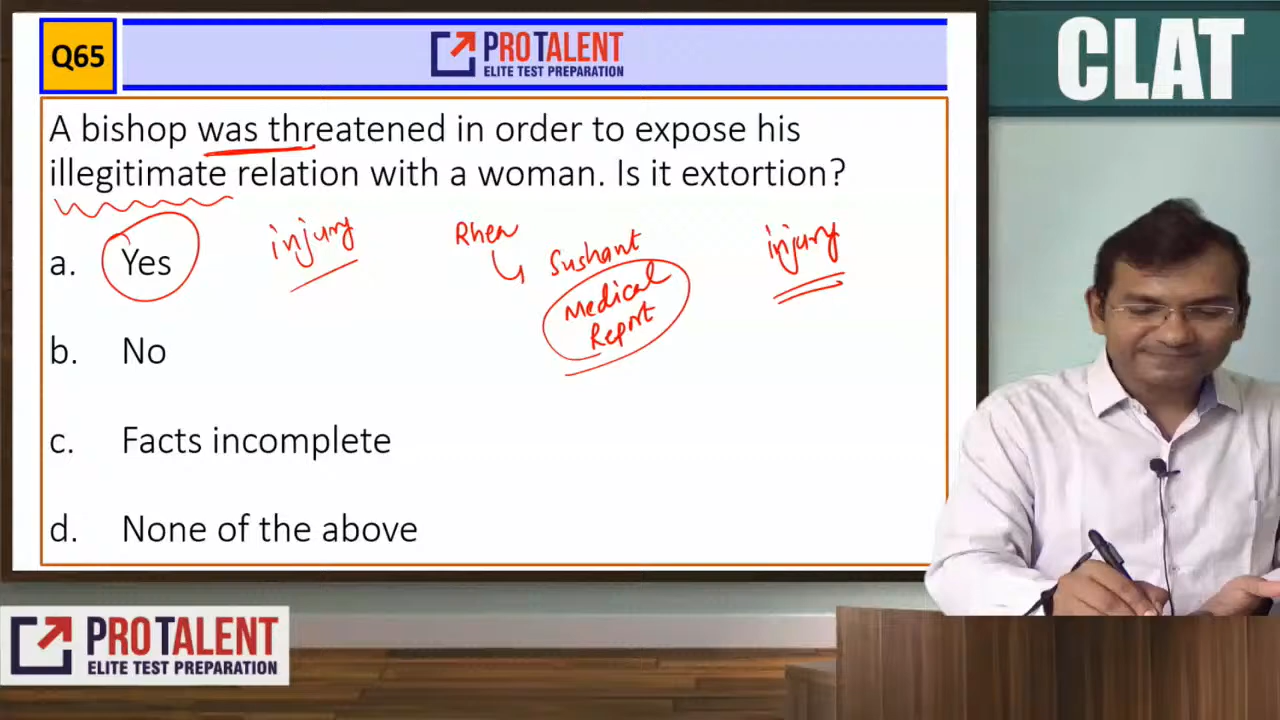 Q65
PROTALENT
ELITE TEST PREPARATION
CLAT
A bishop was threatened in order to expose his
illegitimate relation with a woman. Is it extortion?
a. Yes
injury
Rhea
Sushant
Medical
Report
injury
b. No
c. Facts incomplete
d. None of the above
PROTALENT
ELITE TEST PREPARATION